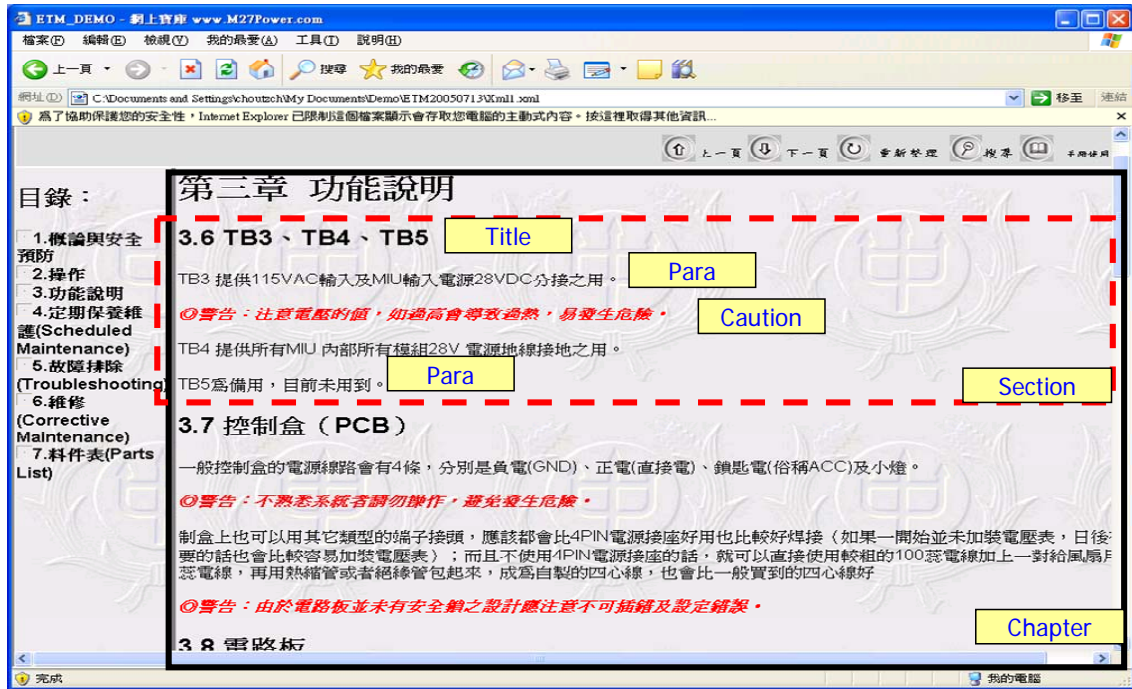 ETM_DEMO - 網上寶庫 www.M27Power.com
檔案(F) 編輯(E) 檢視(V) 我的最愛(A) 工具(T) 說明(H)
上一頁 搜尋 我的最愛
網址(D) C:\Documents and Settings\choutzch\My Documents\Demo\ETM20050713\Xml1.xml 移至 連結
為了協助保護您的安全性，Internet Explorer 已限制這個檔案顯示會存取您電腦的主動式內容。按這裡取得其他資訊...
上一頁 下一頁 重新整理 搜尋 手冊使用
目錄：
1.概論與安全
預防
2.操作
3.功能說明
4.定期保養維
護(Scheduled
Maintenance)
5.故障排除
(Troubleshooting)
6.維修
(Corrective
MaIntenance)
7.料件表(Parts
List)
第三章 功能說明
3.6 TB3、TB4、TB5
Title
TB3 提供115VAC輸入及MIU輸入電源28VDC分接之用。
Para
◎警告：注意電壓的值，如過高會導致過熱，易發生危險。
Caution
TB4 提供所有MIU 內部所有模組28V 電源地線接地之用。
TB5為備用，目前未用到。
Para
Section
3.7 控制盒（PCB）
一般控制盒的電源線路會有4條，分別是負電(GND)、正電(直接電)、鎖匙電(俗稱ACC)及小燈。
◎警告：不熟悉系統者請勿操作，避免發生危險。
制盒上也可以用其它類型的端子接頭，應該都會比4PIN電源接座好用也比較好焊接（如果一開始並未加裝電壓表，日後
要的話也會比較容易加裝電壓表）；而且不使用4PIN電源接座的話，就可以直接使用較粗的100蕊電線加上一對給風扇
蕊電線，再用熱縮管或者絕緣管包起來，成為自製的四心線，也會比一般買到的四心線好
◎警告：由於電路板並未有安全鎖之設計應注意不可插錯及設定錯誤。
Chapter
3.8 電路板
完成 我的電腦